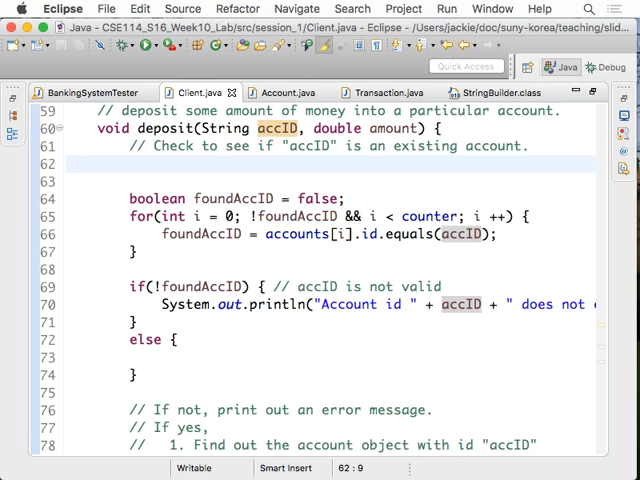 Eclipse File Edit Source Refactor Navigate Search Project Run Window Help
Java - CSE114_S16_Week10_Lab/src/session_1/Client.java - Eclipse - /Users/jackie/doc/suny-korea/teaching/slid
Quick Access Java Debug
BankingSystemTester Client.java Account.java Transaction.java StringBuilder.class
59 // deposit some amount of money into a particular account.
60 void deposit(String accID, double amount) {
61 // Check to see if "accID" is an existing account.
62
63
64 boolean foundAccID = false;
65 for(int i = 0; !foundAccID && i < counter; i ++) {
66 foundAccID = accounts[i].id.equals(accID);
67 }
68
69 if(!foundAccID) { // accID is not valid
70 System.out.println("Account id " + accID + " does not e
71 }
72 else {
73
74 }
75
76 // If not, print out an error message.
77 // If yes,
78 // 1. Find out the account object with id "accID"
Writable Smart Insert 62 : 9